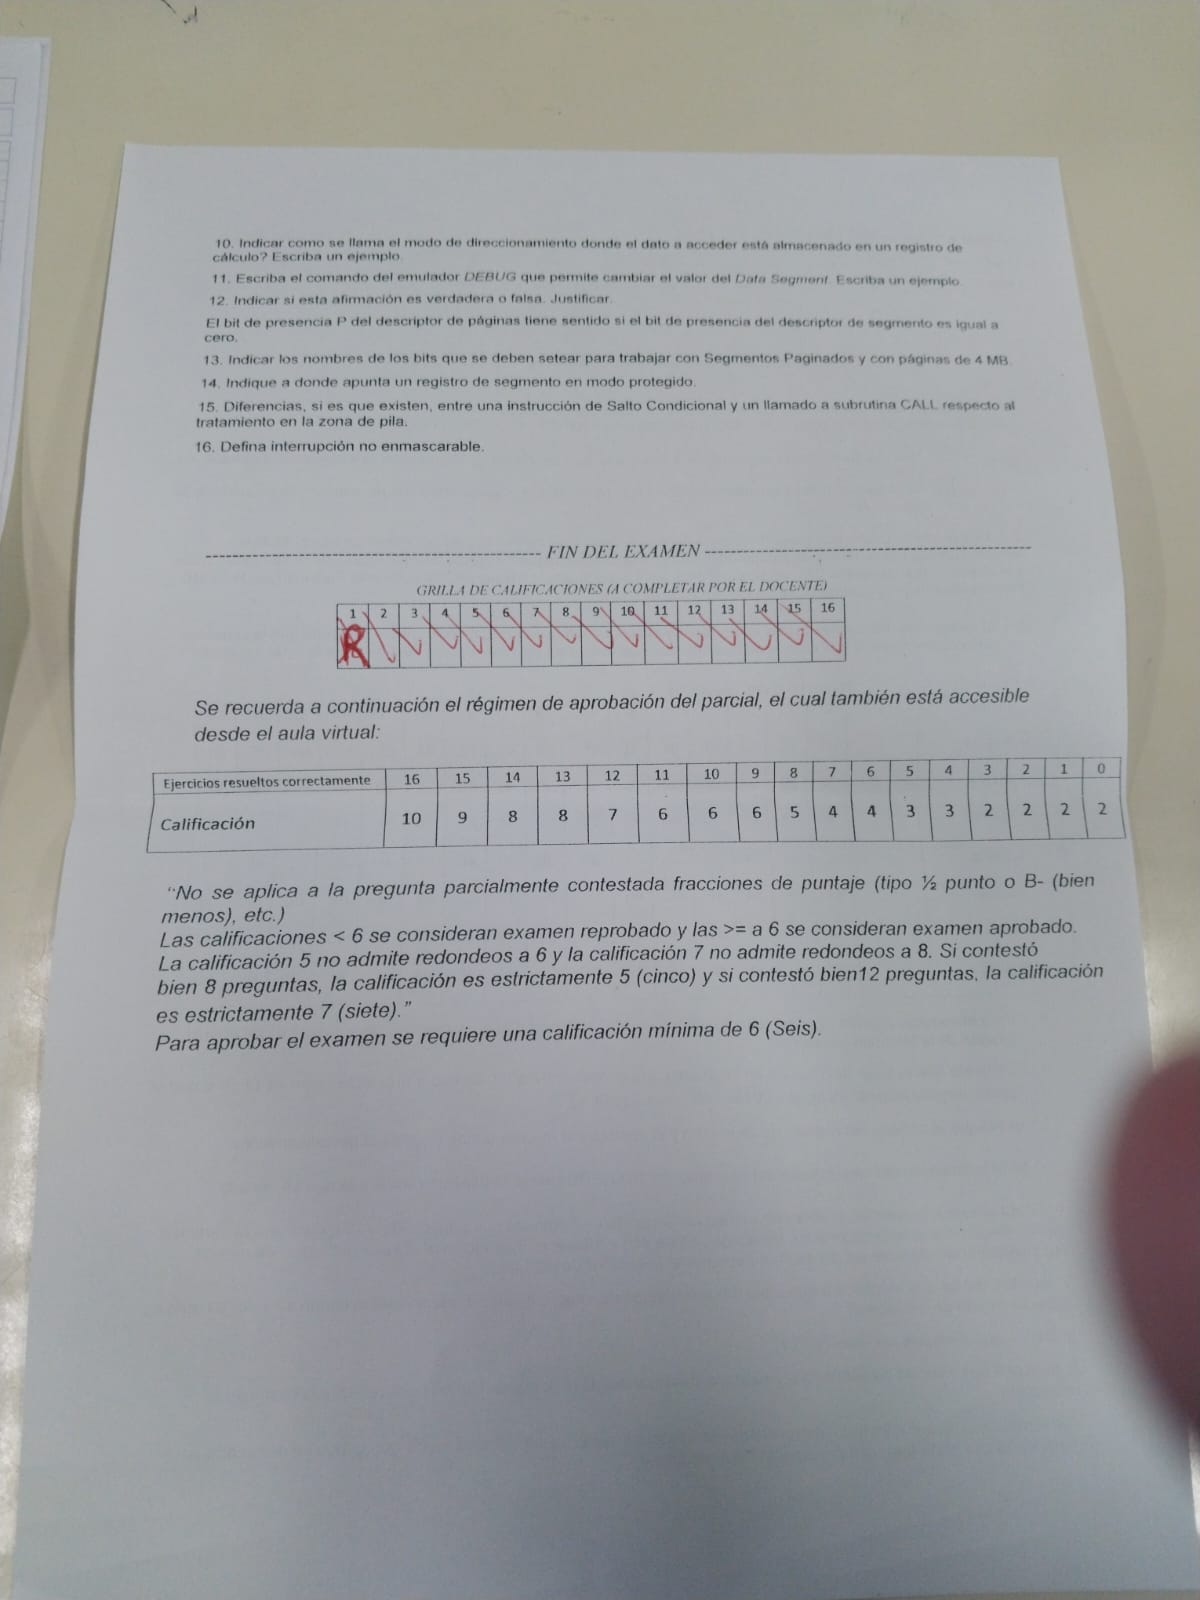 10. Indicar como se llama el modo de direccionamiento donde el dato a acceder está almacenado en un registro de
cálculo? Escriba un ejemplo.
11. Escriba el comando del emulador DEBUG que permite cambiar el valor del Data Segment. Escriba un ejemplo.
12. Indicar si esta afirmación es verdadera o falsa. Justificar.
El bit de presencia P del descriptor de páginas tiene sentido si el bit de presencia del descriptor de segmento es igual a
cero.
13. Indicar los nombres de los bits que se deben setear para trabajar con Segmentos Paginados y con páginas de 4 MB.
14. Indique a donde apunta un registro de segmento en modo protegido.
15. Diferencias, si es que existen, entre una instrucción de Salto Condicional y un llamado a subrutina CALL respecto al
tratamiento en la zona de pila.
16. Defina interrupción no enmascarable.
-------------------------------------------------- FIN DEL EXAMEN --------------------------------------------------
GRILLA DE CALIFICACIONES (A COMPLETAR POR EL DOCENTE)
1 2 3 4 5 6 7 8 9 10 11 12 13 14 15 16
R
Se recuerda a continuación el régimen de aprobación del parcial, el cual también está accesible
desde el aula virtual:
Ejercicios resueltos correctamente 16 15 14 13 12 11 10 9 8 7 6 5 4 3 2 1 0
Calificación 10 9 8 8 7 6 6 6 5 4 4 3 3 2 2 2 2
“No se aplica a la pregunta parcialmente contestada fracciones de puntaje (tipo ½ punto o B- (bien
menos), etc.)
Las calificaciones < 6 se consideran examen reprobado y las >= a 6 se consideran examen aprobado.
La calificación 5 no admite redondeos a 6 y la calificación 7 no admite redondeos a 8. Si contestó
bien 8 preguntas, la calificación es estrictamente 5 (cinco) y si contestó bien12 preguntas, la calificación
es estrictamente 7 (siete).”
Para aprobar el examen se requiere una calificación mínima de 6 (Seis).